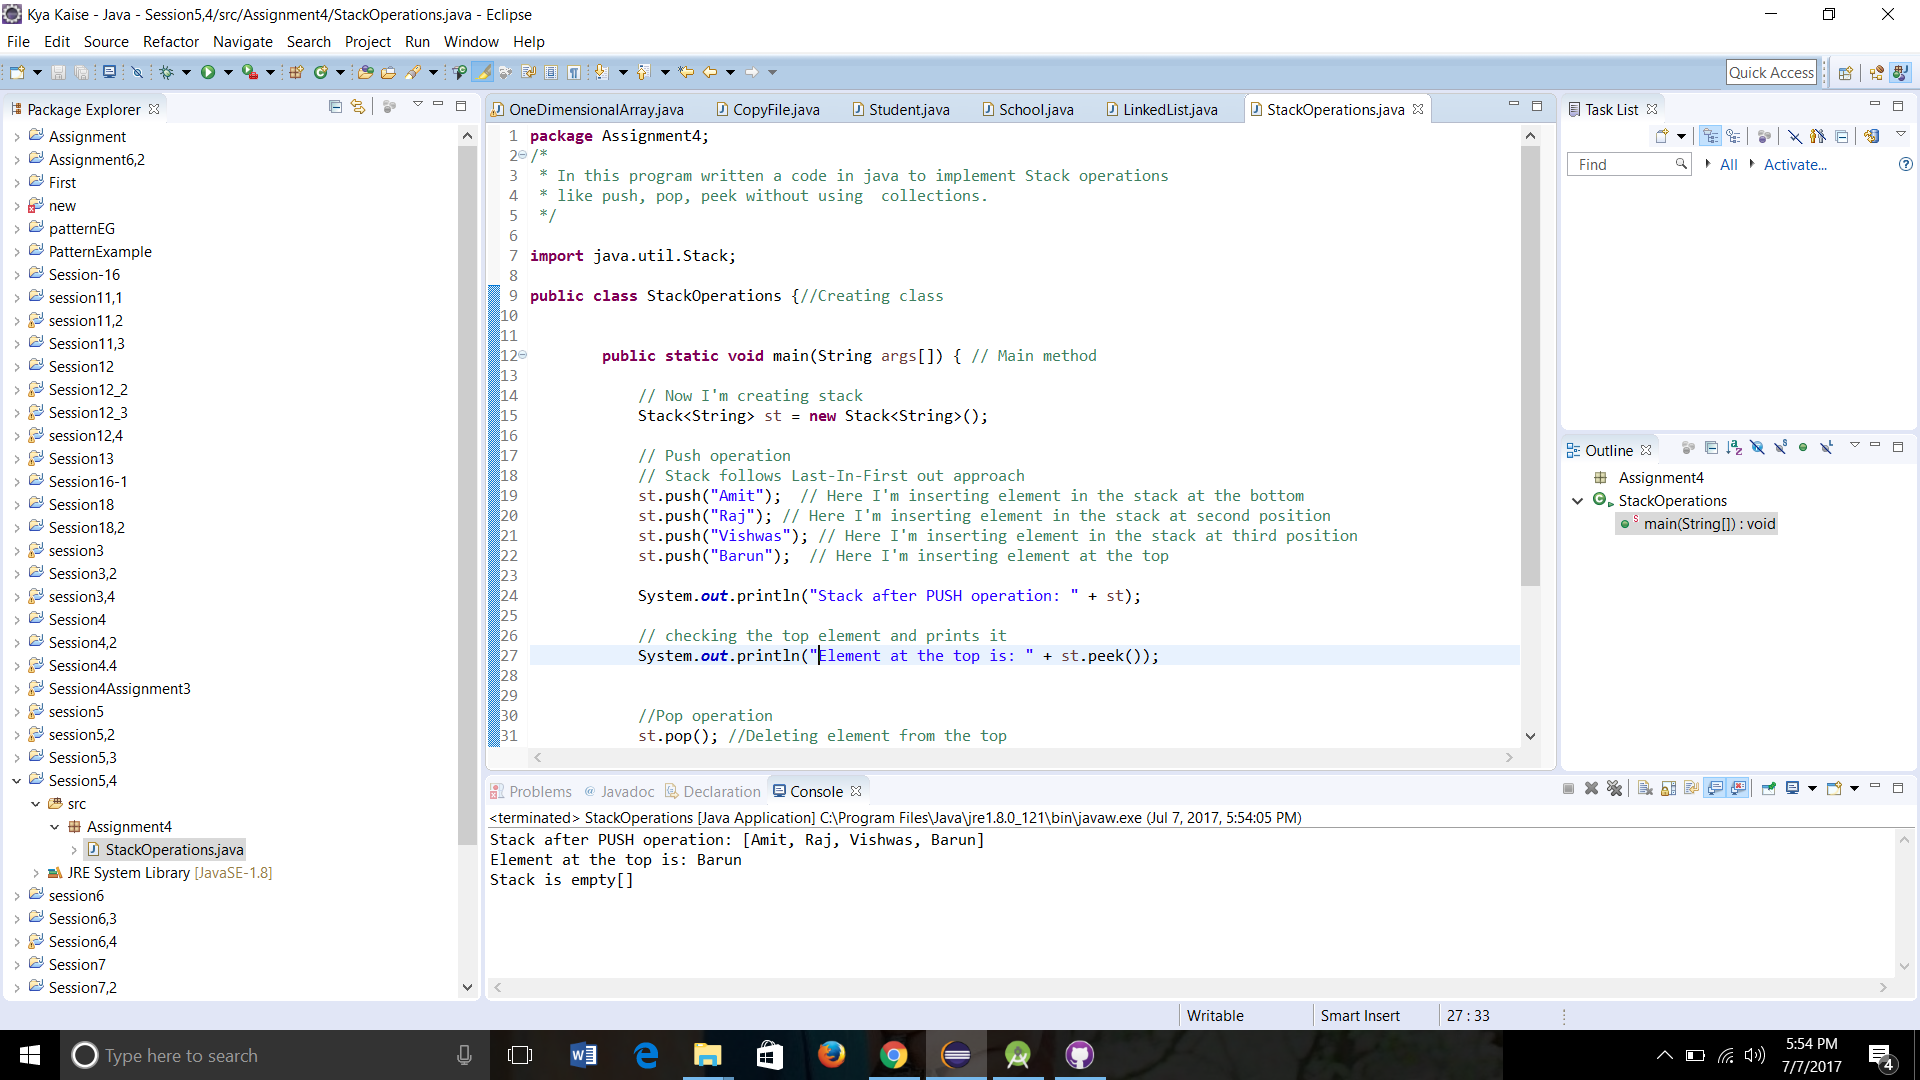 Kya Kaise - Java - Session5,4/src/Assignment4/StackOperations.java - Eclipse
File Edit Source Refactor Navigate Search Project Run Window Help
Quick Access
Package Explorer
Assignment
Assignment6,2
First
new
patternEG
PatternExample
Session-16
session11,1
session11,2
Session11,3
Session12
Session12_2
Session12_3
session12,4
Session13
Session16-1
Session18
Session18,2
session3
Session3,2
session3,4
Session4
Session4,2
Session4.4
Session4Assignment3
session5
session5,2
Session5,3
Session5,4
src
Assignment4
StackOperations.java
JRE System Library [JavaSE-1.8]
session6
Session6,3
Session6,4
Session7
Session7,2
OneDimensionalArray.java CopyFile.java Student.java School.java LinkedList.java StackOperations.java
1 package Assignment4;
2 /*
3 * In this program written a code in java to implement Stack operations
4 * like push, pop, peek without using  collections.
5 */
6
7 import java.util.Stack;
8
9 public class StackOperations {//Creating class
10
11
12 public static void main(String args[]) { // Main method
13
14 // Now I'm creating stack
15 Stack<String> st = new Stack<String>();
16
17 // Push operation
18 // Stack follows Last-In-First out approach
19 st.push("Amit");  // Here I'm inserting element in the stack at the bottom
20 st.push("Raj"); // Here I'm inserting element in the stack at second position
21 st.push("Vishwas"); // Here I'm inserting element in the stack at third position
22 st.push("Barun");  // Here I'm inserting element at the top
23
24 System.out.println("Stack after PUSH operation: " + st);
25
26 // checking the top element and prints it
27 System.out.println("Element at the top is: " + st.peek());
28
29
30 //Pop operation
31 st.pop(); //Deleting element from the top
Problems @ Javadoc Declaration Console
<terminated> StackOperations [Java Application] C:\Program Files\Java\jre1.8.0_121\bin\javaw.exe (Jul 7, 2017, 5:54:05 PM)
Stack after PUSH operation: [Amit, Raj, Vishwas, Barun]
Element at the top is: Barun
Stack is empty[]
Task List
Find All Activate...
Outline
Assignment4
StackOperations
main(String[]) : void
Writable Smart Insert 27 : 33
Type here to search
5:54 PM
7/7/2017
4